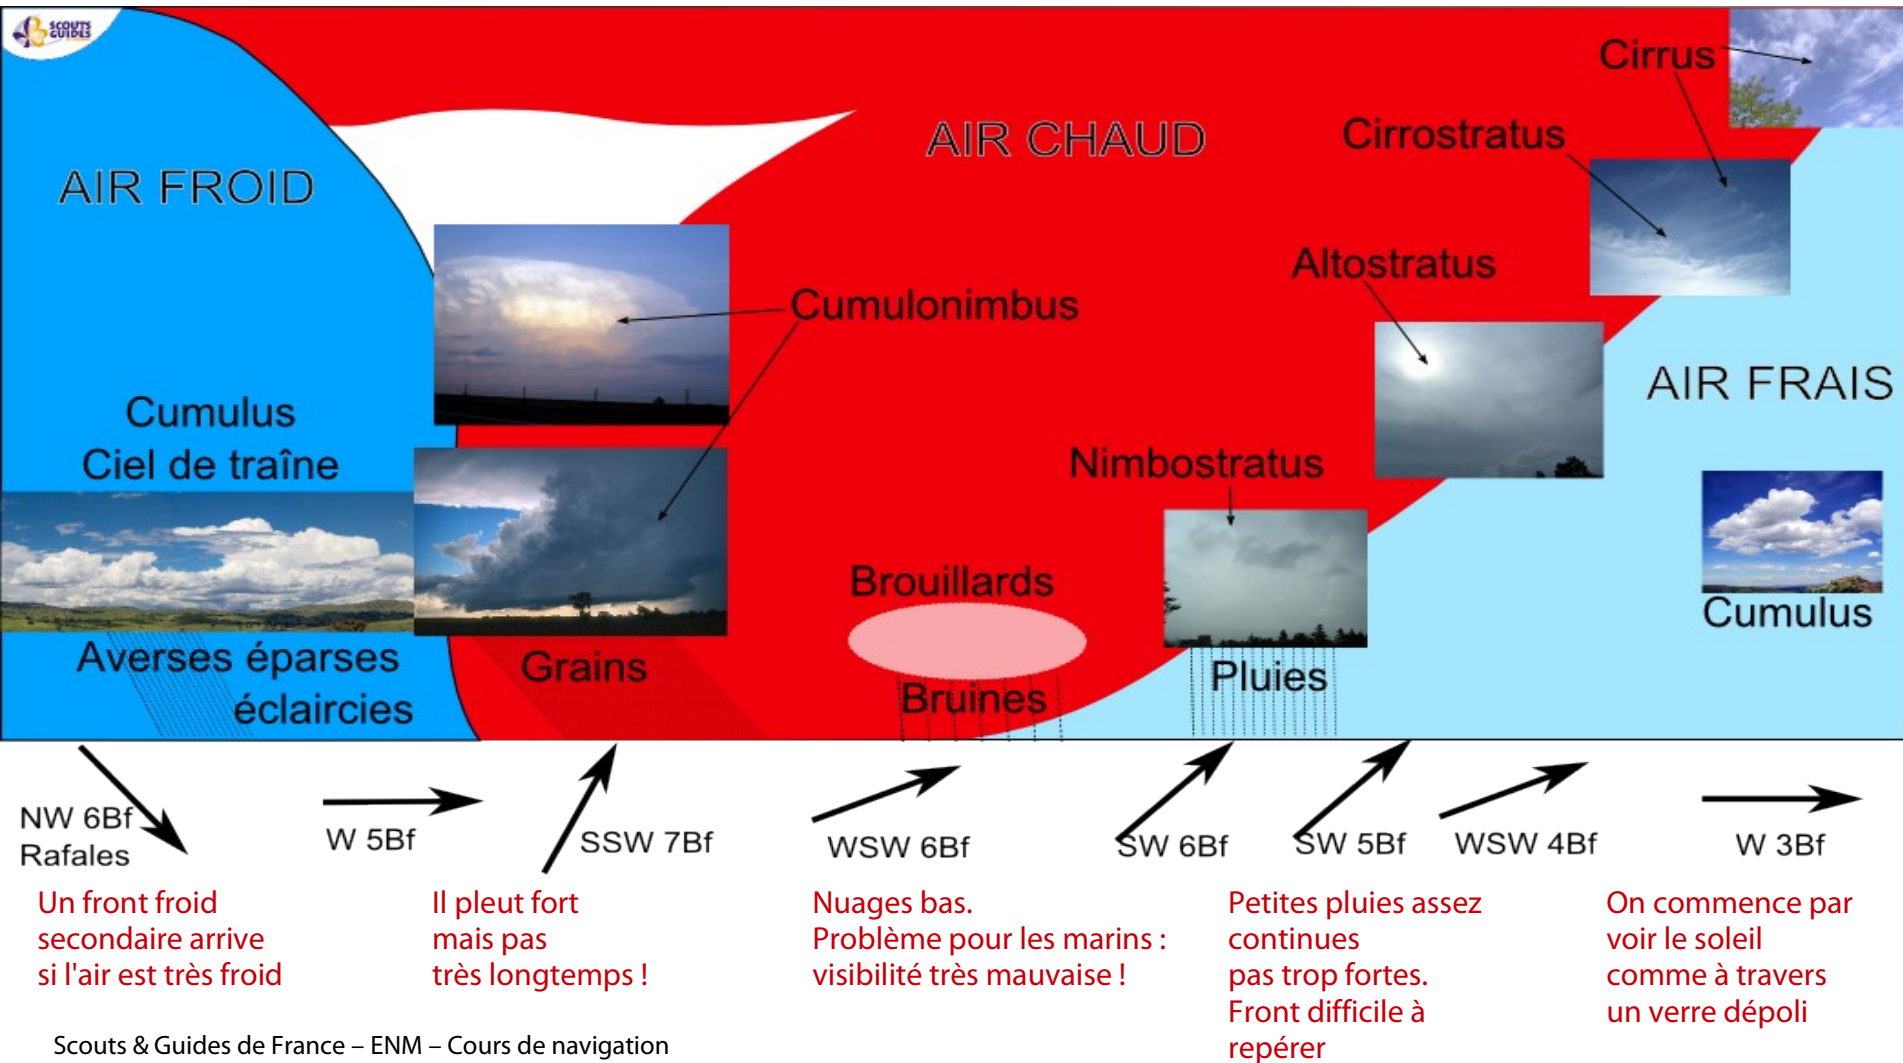 SCOUTS
GUIDES
Cirrus
AIR CHAUD
Cirrostratus
AIR FROID
Altostratus
Cumulonimbus
AIR FRAIS
Cumulus
Ciel de traîne
Nimbostratus
Brouillards
Cumulus
Averses éparses
éclaircies
Grains
Bruines
Pluies
NW 6Bf
Rafales
W 5Bf
SSW 7Bf
WSW 6Bf
SW 6Bf
SW 5Bf
WSW 4Bf
W 3Bf
Un front froid
secondaire arrive
si l'air est très froid
Il pleut fort
mais pas
très longtemps !
Nuages bas.
Problème pour les marins :
visibilité très mauvaise !
Petites pluies assez
continues
pas trop fortes.
Front difficile à
repérer
On commence par
voir le soleil
comme à travers
un verre dépoli
Scouts & Guides de France – ENM – Cours de navigation